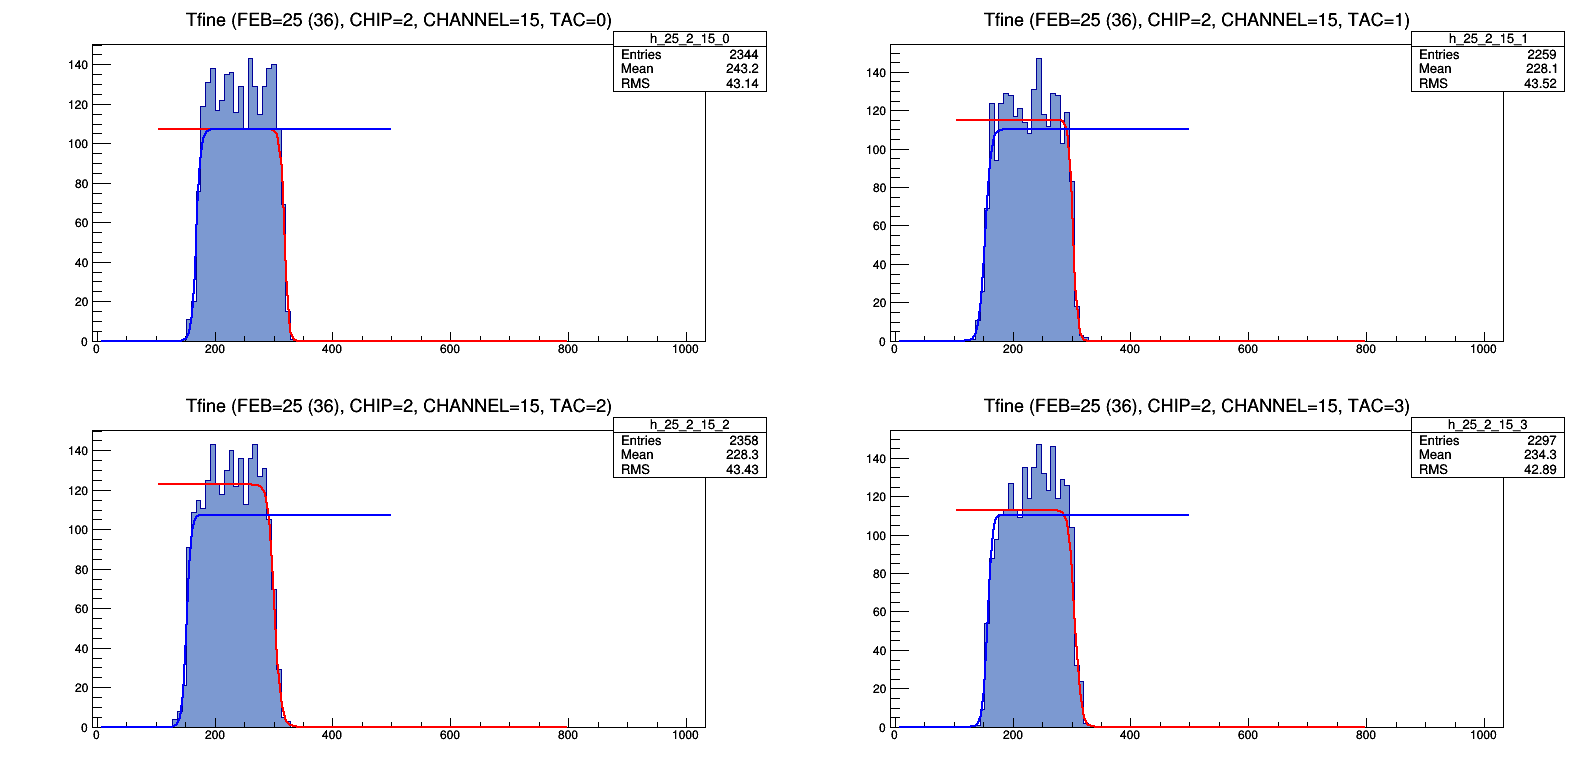 Tfine (FEB=25 (36), CHIP=2, CHANNEL=15, TAC=0)
h_25_2_15_0
Entries 2344
Mean 243.2
RMS 43.14
140
120
100
80
60
40
20
0
0 200 400 600 800 1000
Tfine (FEB=25 (36), CHIP=2, CHANNEL=15, TAC=1)
h_25_2_15_1
Entries 2259
Mean 228.1
RMS 43.52
140
120
100
80
60
40
20
0
0 200 400 600 800 1000
Tfine (FEB=25 (36), CHIP=2, CHANNEL=15, TAC=2)
h_25_2_15_2
Entries 2358
Mean 228.3
RMS 43.43
140
120
100
80
60
40
20
0
0 200 400 600 800 1000
Tfine (FEB=25 (36), CHIP=2, CHANNEL=15, TAC=3)
h_25_2_15_3
Entries 2297
Mean 234.3
RMS 42.89
140
120
100
80
60
40
20
0
0 200 400 600 800 1000